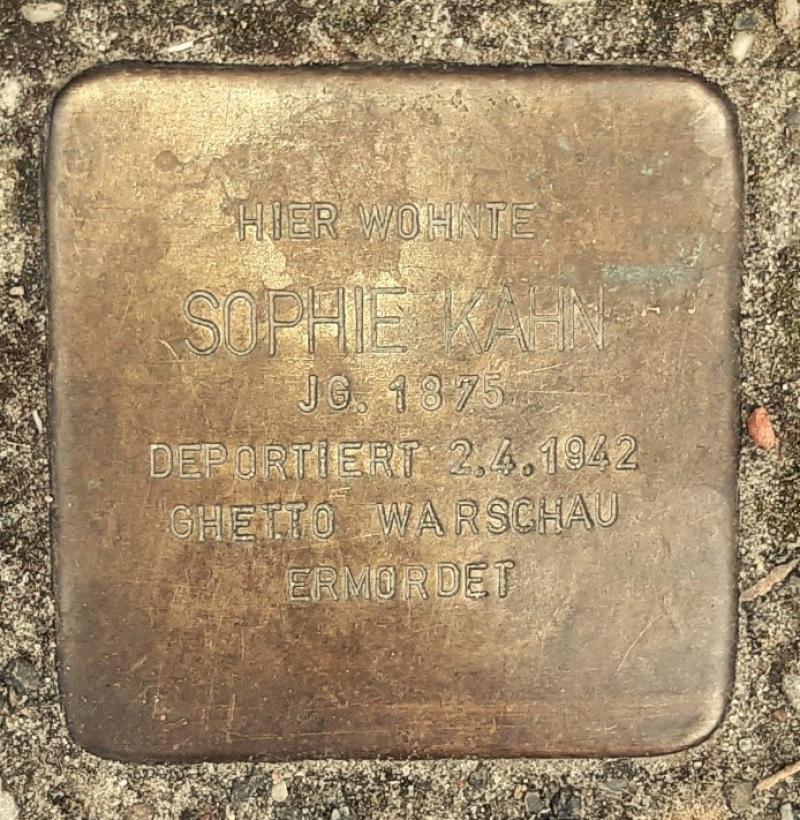 HIER WOHNTE
SOPHIE KAHN
JG. 1875
DEPORTIERT 2.4.1942
GHETTO WARSCHAU
ERMORDET